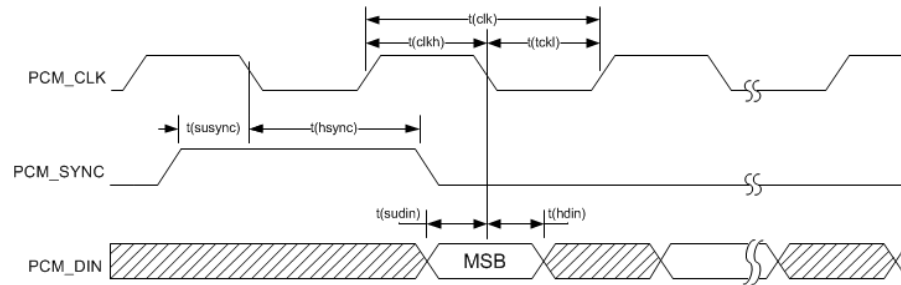 t(clk)
t(clkh) t(tckl)
PCM_CLK
t(susync) t(hsync)
PCM_SYNC
t(sudin) t(hdin)
PCM_DIN MSB